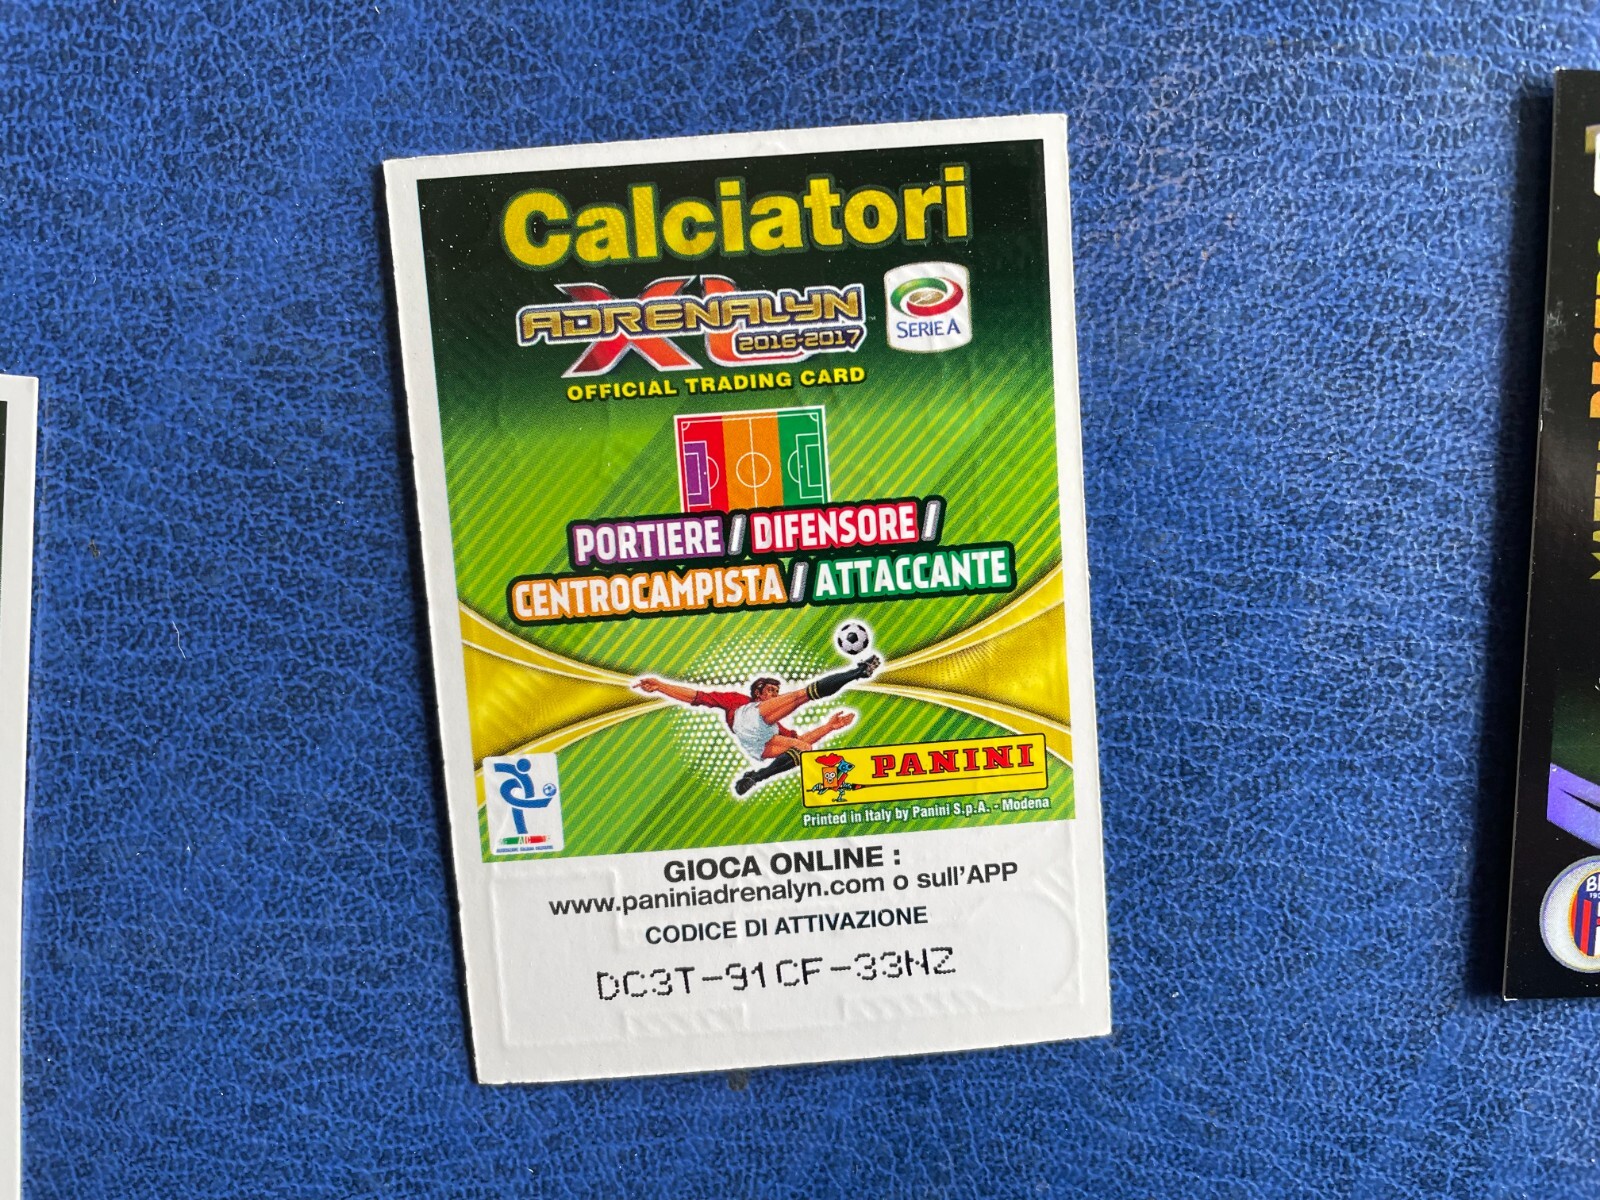 Calciatori
ADRENALYN
XL
2016-2017
SERIE A
OFFICIAL TRADING CARD
PORTIERE / DIFENSORE /
CENTROCAMPISTA / ATTACCANTE
PANINI
Printed in Italy by Panini S.p.A. - Modena
GIOCA ONLINE :
www.paniniadrenalyn.com o sull'APP
CODICE DI ATTIVAZIONE
DC3T-91CF-33NZ